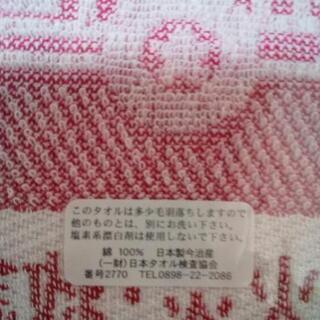 このタオルは多少毛羽落ちしますので
他のものとは、別にお洗い下さい。
塩素系漂白剤は使用しないで下さい。
綿 100% 日本製今治産
(一財)日本タオル検査協会
番号2770 TEL0898-22-2086